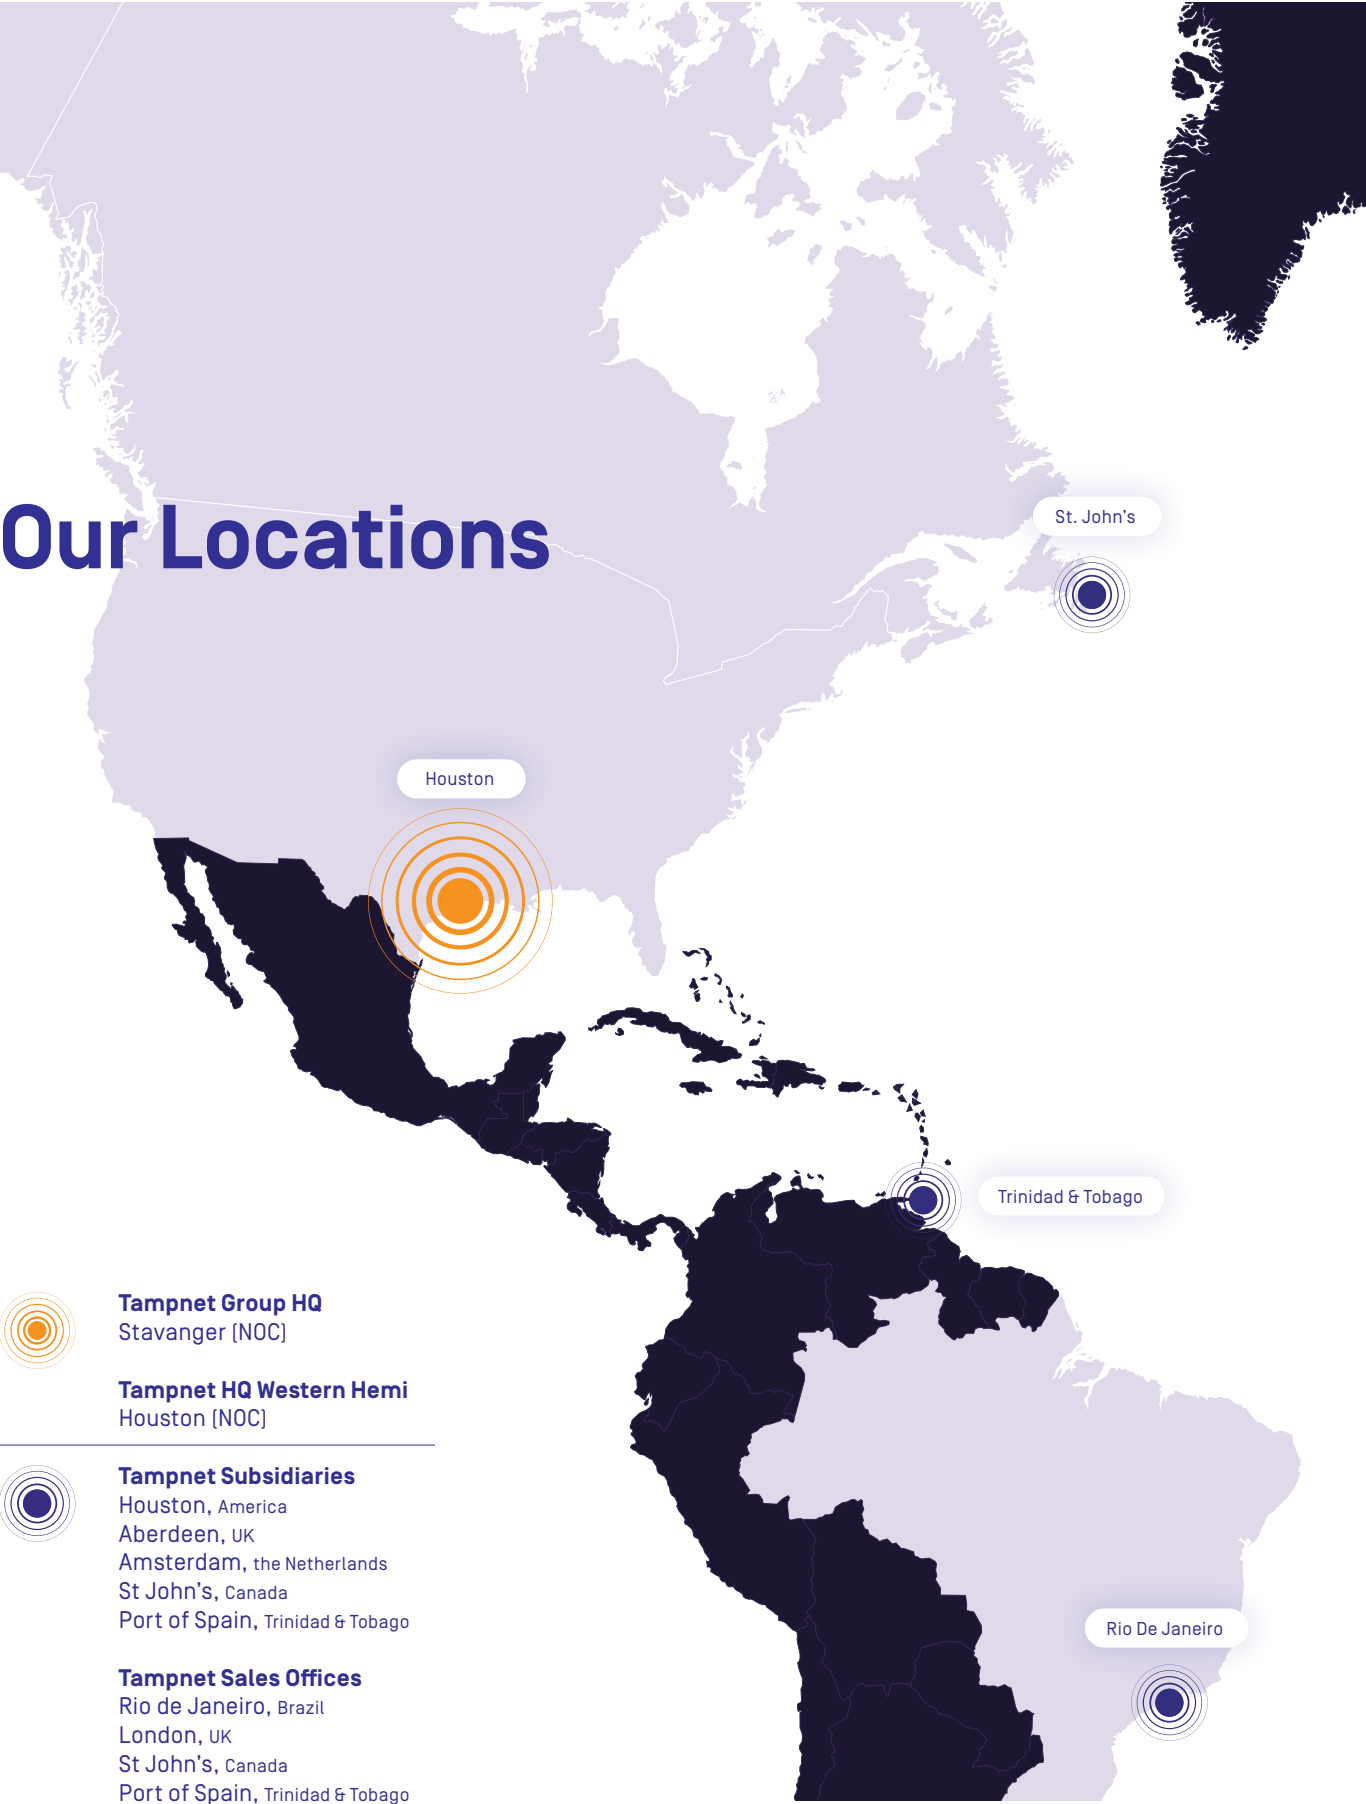 Our Locations
St. John's
Houston
Trinidad & Tobago
Tampnet Group HQ
Stavanger (NOC)
Tampnet HQ Western Hemi
Houston (NOC)
Tampnet Subsidiaries
Houston, America
Aberdeen, UK
Amsterdam, the Netherlands
St John's, Canada
Port of Spain, Trinidad & Tobago
Rio De Janeiro
Tampnet Sales Offices
Rio de Janeiro, Brazil
London, UK
St John's, Canada
Port of Spain, Trinidad & Tobago